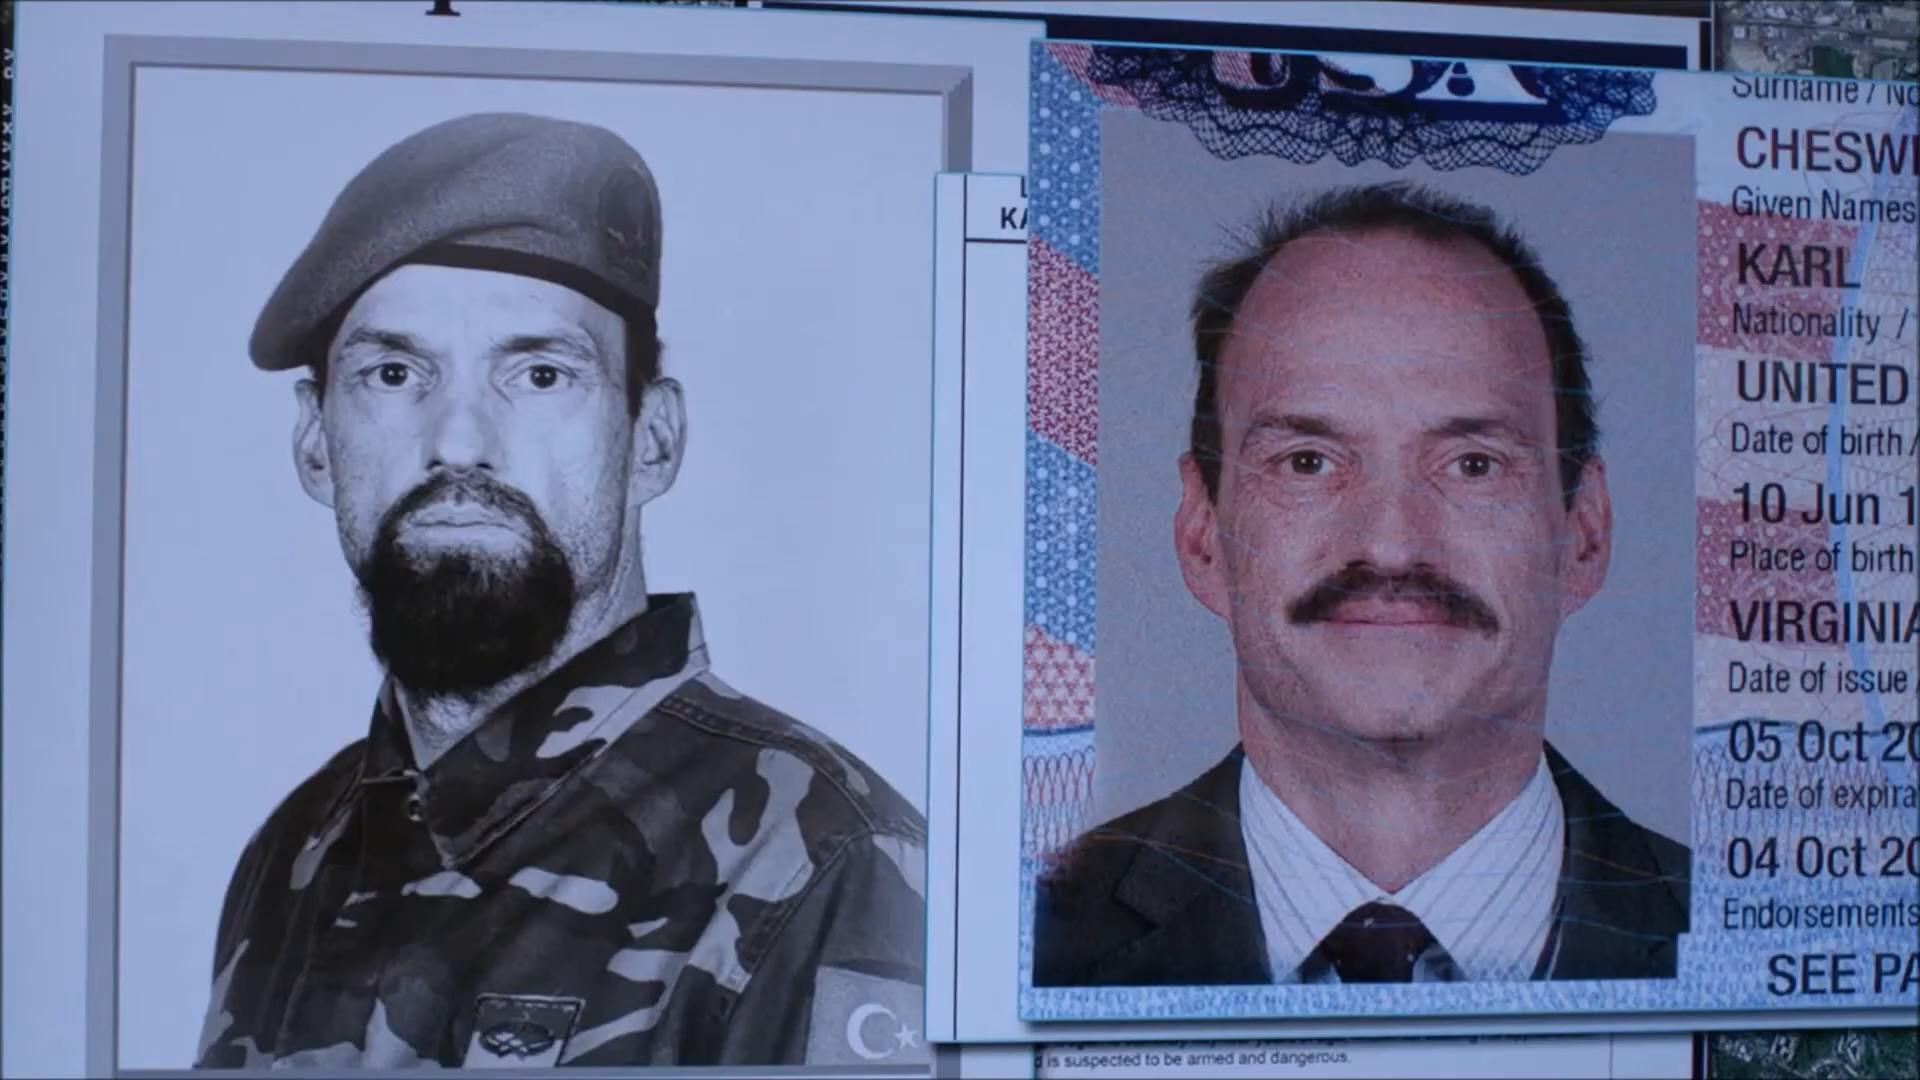 USA
Surname / No
CHESWI
Given Names
KARL
Nationality /
UNITED
Date of birth /
10 Jun 1
Place of birth
VIRGINIA
Date of issue
05 Oct 20
Date of expira
04 Oct 20
Endorsements
SEE PA
KA
is suspected to be armed and dangerous.